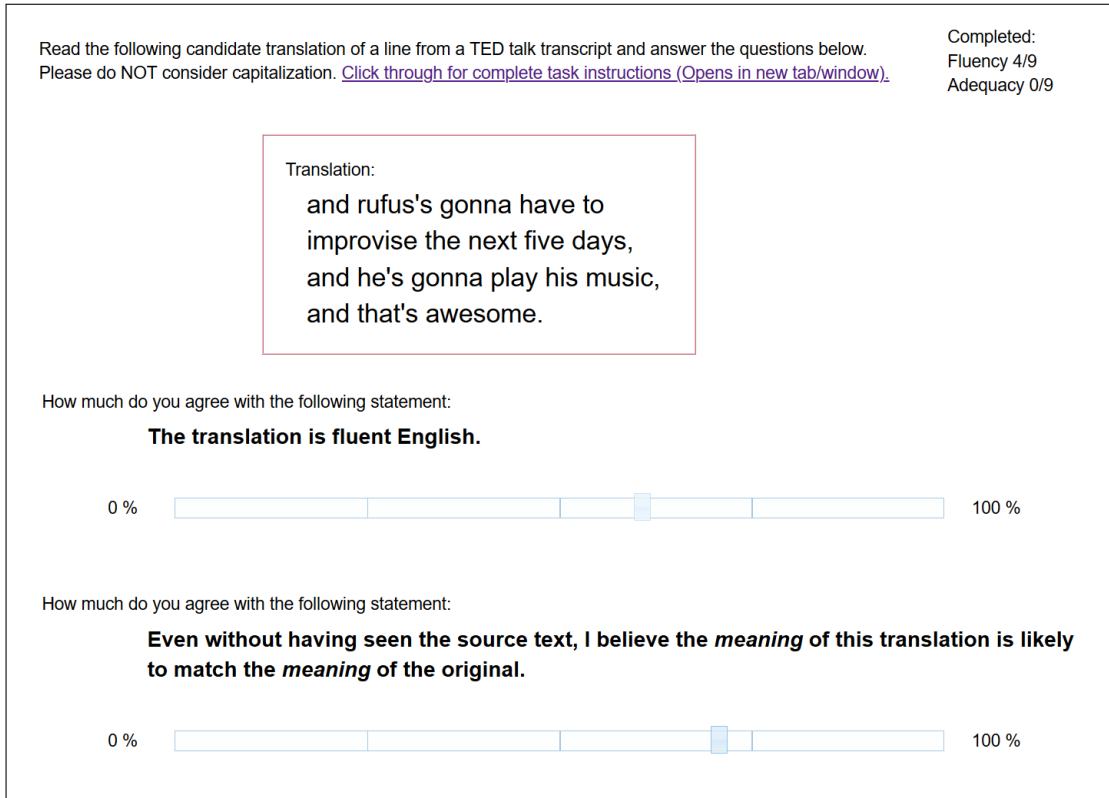 Read the following candidate translation of a line from a TED talk transcript and answer the questions below.
Please do NOT consider capitalization. Click through for complete task instructions (Opens in new tab/window).
Completed:
Fluency 4/9
Adequacy 0/9
Translation:
and rufus's gonna have to
improvise the next five days,
and he's gonna play his music,
and that's awesome.
How much do you agree with the following statement:
The translation is fluent English.
0 %
100 %
How much do you agree with the following statement:
Even without having seen the source text, I believe the meaning of this translation is likely
to match the meaning of the original.
0 %
100 %